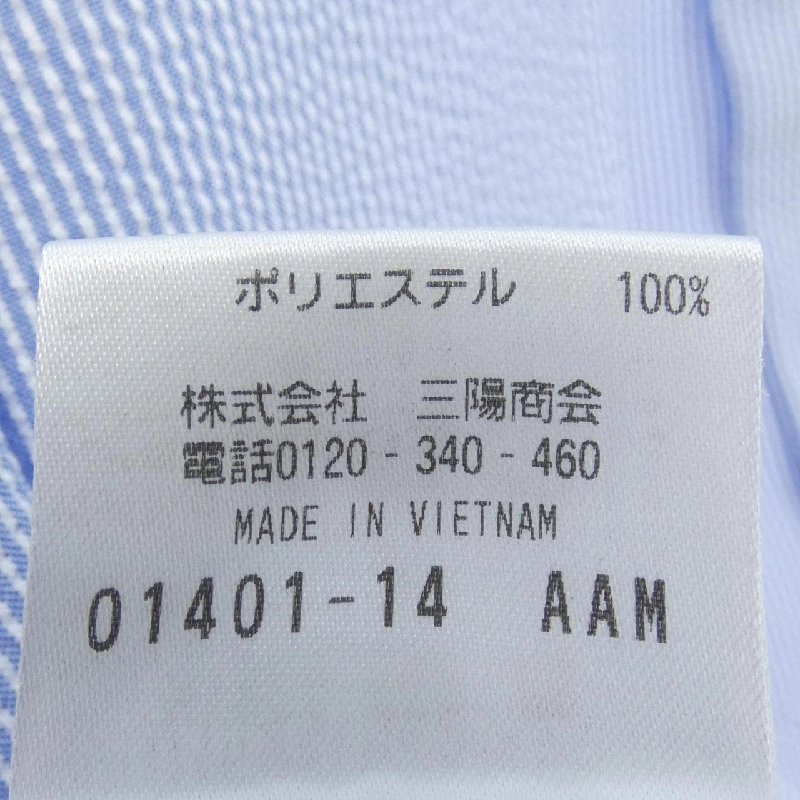 ポリエステル 100%
株式会社 三陽商会
電話0120-340-460
MADE IN VIETNAM
01401-14 AAM